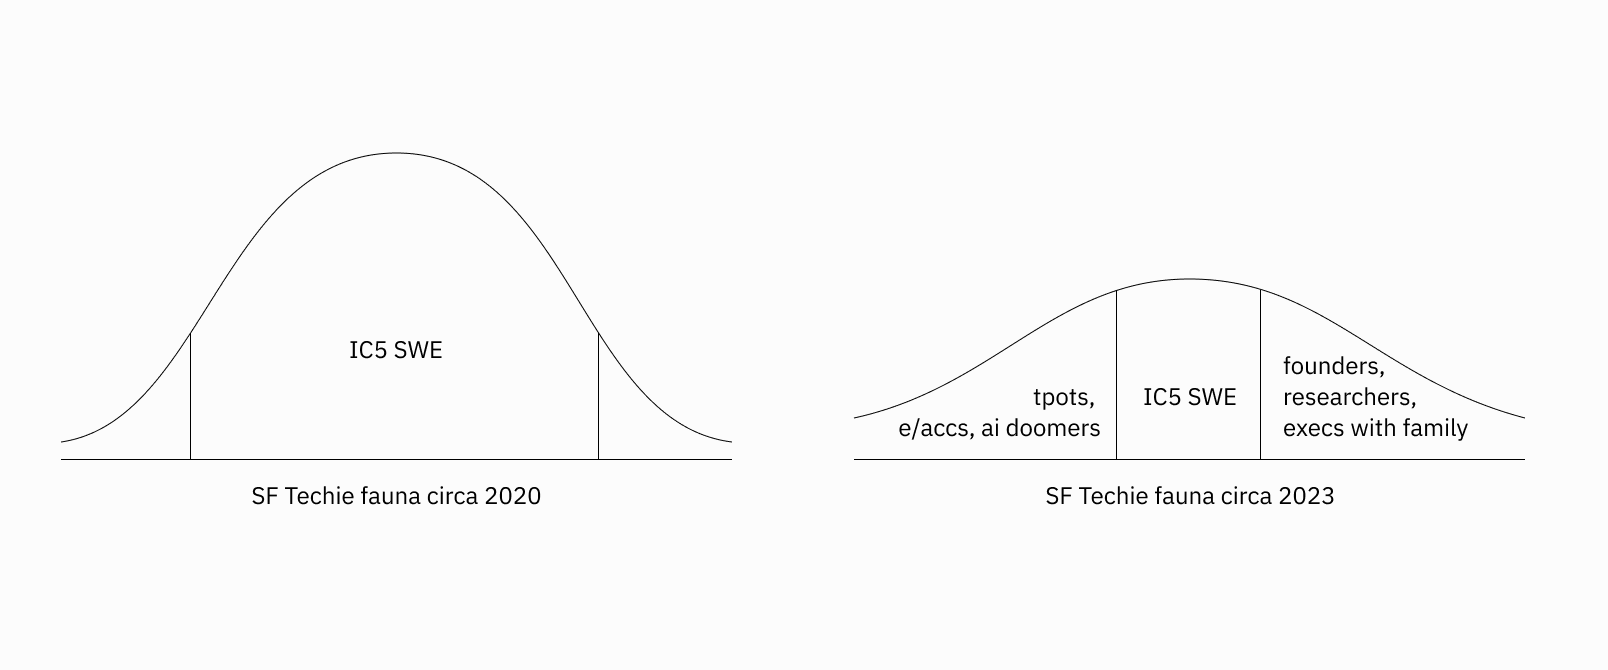 IC5 SWE
SF Techie fauna circa 2020
tpots,
e/accs, ai doomers
IC5 SWE
founders,
researchers,
execs with family
SF Techie fauna circa 2023